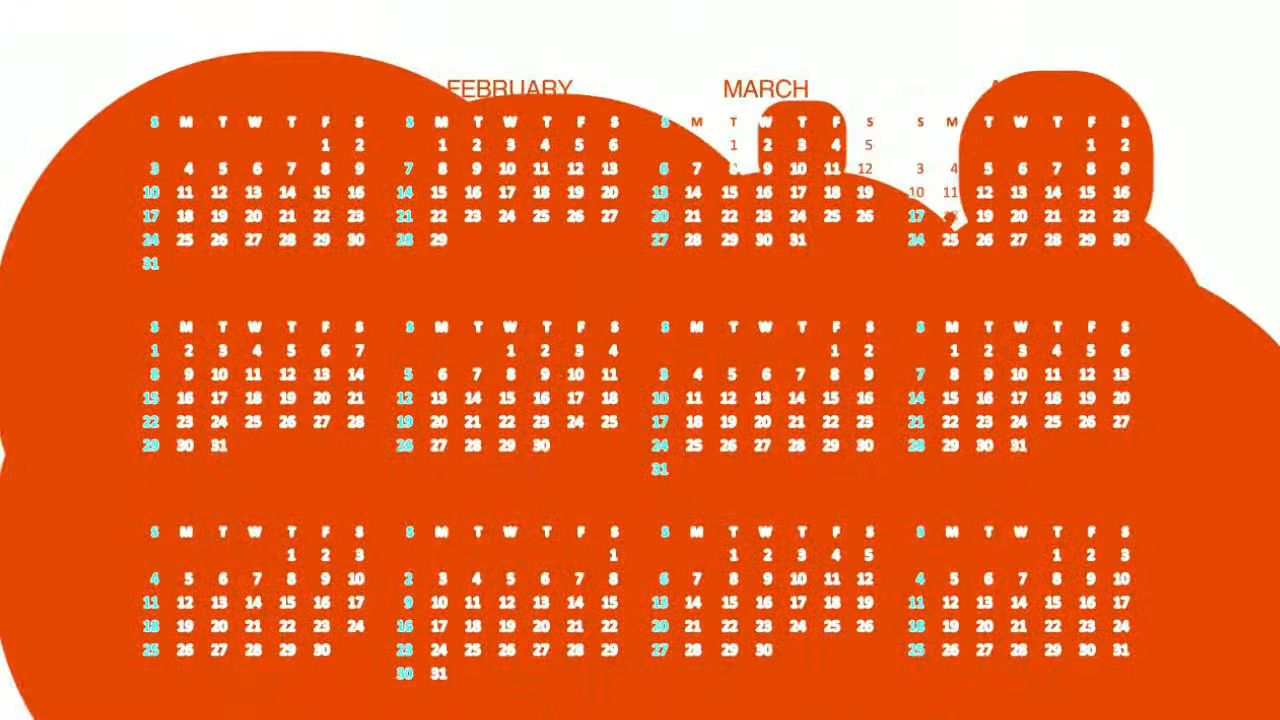 S M T W T F S
1 2
3 4 5 6 7 8 9
10 11 12 13 14 15 16
17 18 19 20 21 22 23
24 25 26 27 28 29 30
31
FEBRUARY
S M T W T F S
1 2 3 4 5 6
7 8 9 10 11 12 13
14 15 16 17 18 19 20
21 22 23 24 25 26 27
28 29
MARCH
S M T W T F S
1 2 3 4 5
6 7 9 10 11 12
13 14 15 16 17 18 19
20 21 22 23 24 25 26
27 28 29 30 31
S M T W T F S
1 2
3 4 5 6 7 8 9
10 11 12 13 14 15 16
17 19 20 21 22 23
24 25 26 27 28 29 30
S M T W T F S
1 2 3 4 5 6 7
8 9 10 11 12 13 14
15 16 17 18 19 20 21
22 23 24 25 26 27 28
29 30 31
S M T W T F S
1 2 3 4
5 6 7 8 9 10 11
12 13 14 15 16 17 18
19 20 21 22 23 24 25
26 27 28 29 30
S M T W T F S
1 2
3 4 5 6 7 8 9
10 11 12 13 14 15 16
17 18 19 20 21 22 23
24 25 26 27 28 29 30
31
S M T W T F S
1 2 3 4 5 6
7 8 9 10 11 12 13
14 15 16 17 18 19 20
21 22 23 24 25 26 27
28 29 30 31
S M T W T F S
1 2 3
4 5 6 7 8 9 10
11 12 13 14 15 16 17
18 19 20 21 22 23 24
25 26 27 28 29 30
S M T W T F S
1
2 3 4 5 6 7 8
9 10 11 12 13 14 15
16 17 18 19 20 21 22
23 24 25 26 27 28 29
30 31
S M T W T F S
1 2 3 4 5
6 7 8 9 10 11 12
13 14 15 16 17 18 19
20 21 22 23 24 25 26
27 28 29 30
S M T W T F S
1 2 3
4 5 6 7 8 9 10
11 12 13 14 15 16 17
18 19 20 21 22 23 24
25 26 27 28 29 30 31